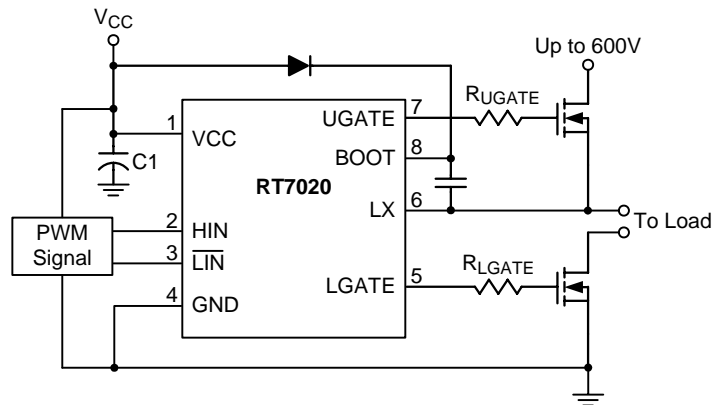 VCC
Up to 600V
RUGATE
7
UGATE
1
VCC
8
BOOT
C1
RT7020
6
LX
To Load
PWM
Signal
2
HIN
3
LIN
RLGATE
5
LGATE
4
GND